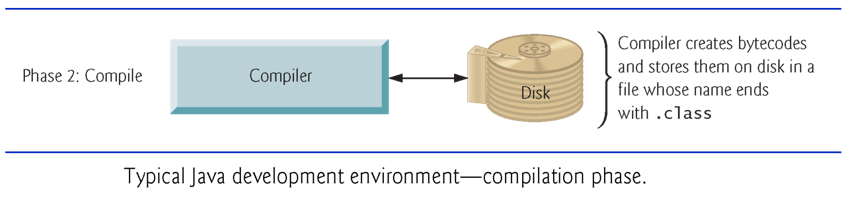 Phase 2: Compile
Compiler
Disk
Compiler creates bytecodes
and stores them on disk in a
file whose name ends
with .class
Typical Java development environment—compilation phase.